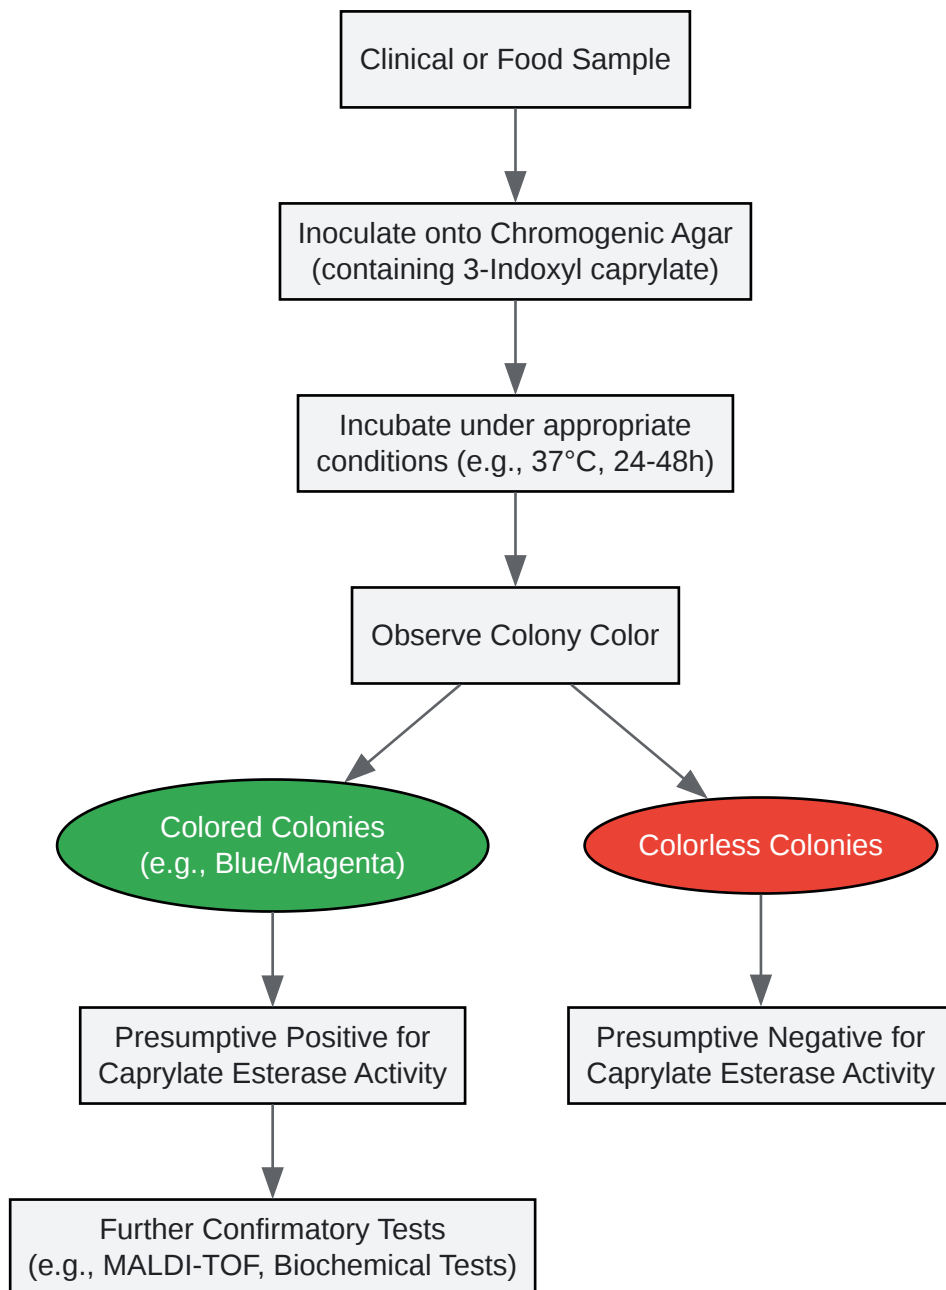 Clinical or Food Sample
Inoculate onto Chromogenic Agar
(containing 3-Indoxyl caprylate)
Incubate under appropriate
conditions (e.g., 37°C, 24-48h)
Observe Colony Color
Colored Colonies
(e.g., Blue/Magenta)
Colorless Colonies
Presumptive Positive for
Caprylate Esterase Activity
Presumptive Negative for
Caprylate Esterase Activity
Further Confirmatory Tests
(e.g., MALDI-TOF, Biochemical Tests)